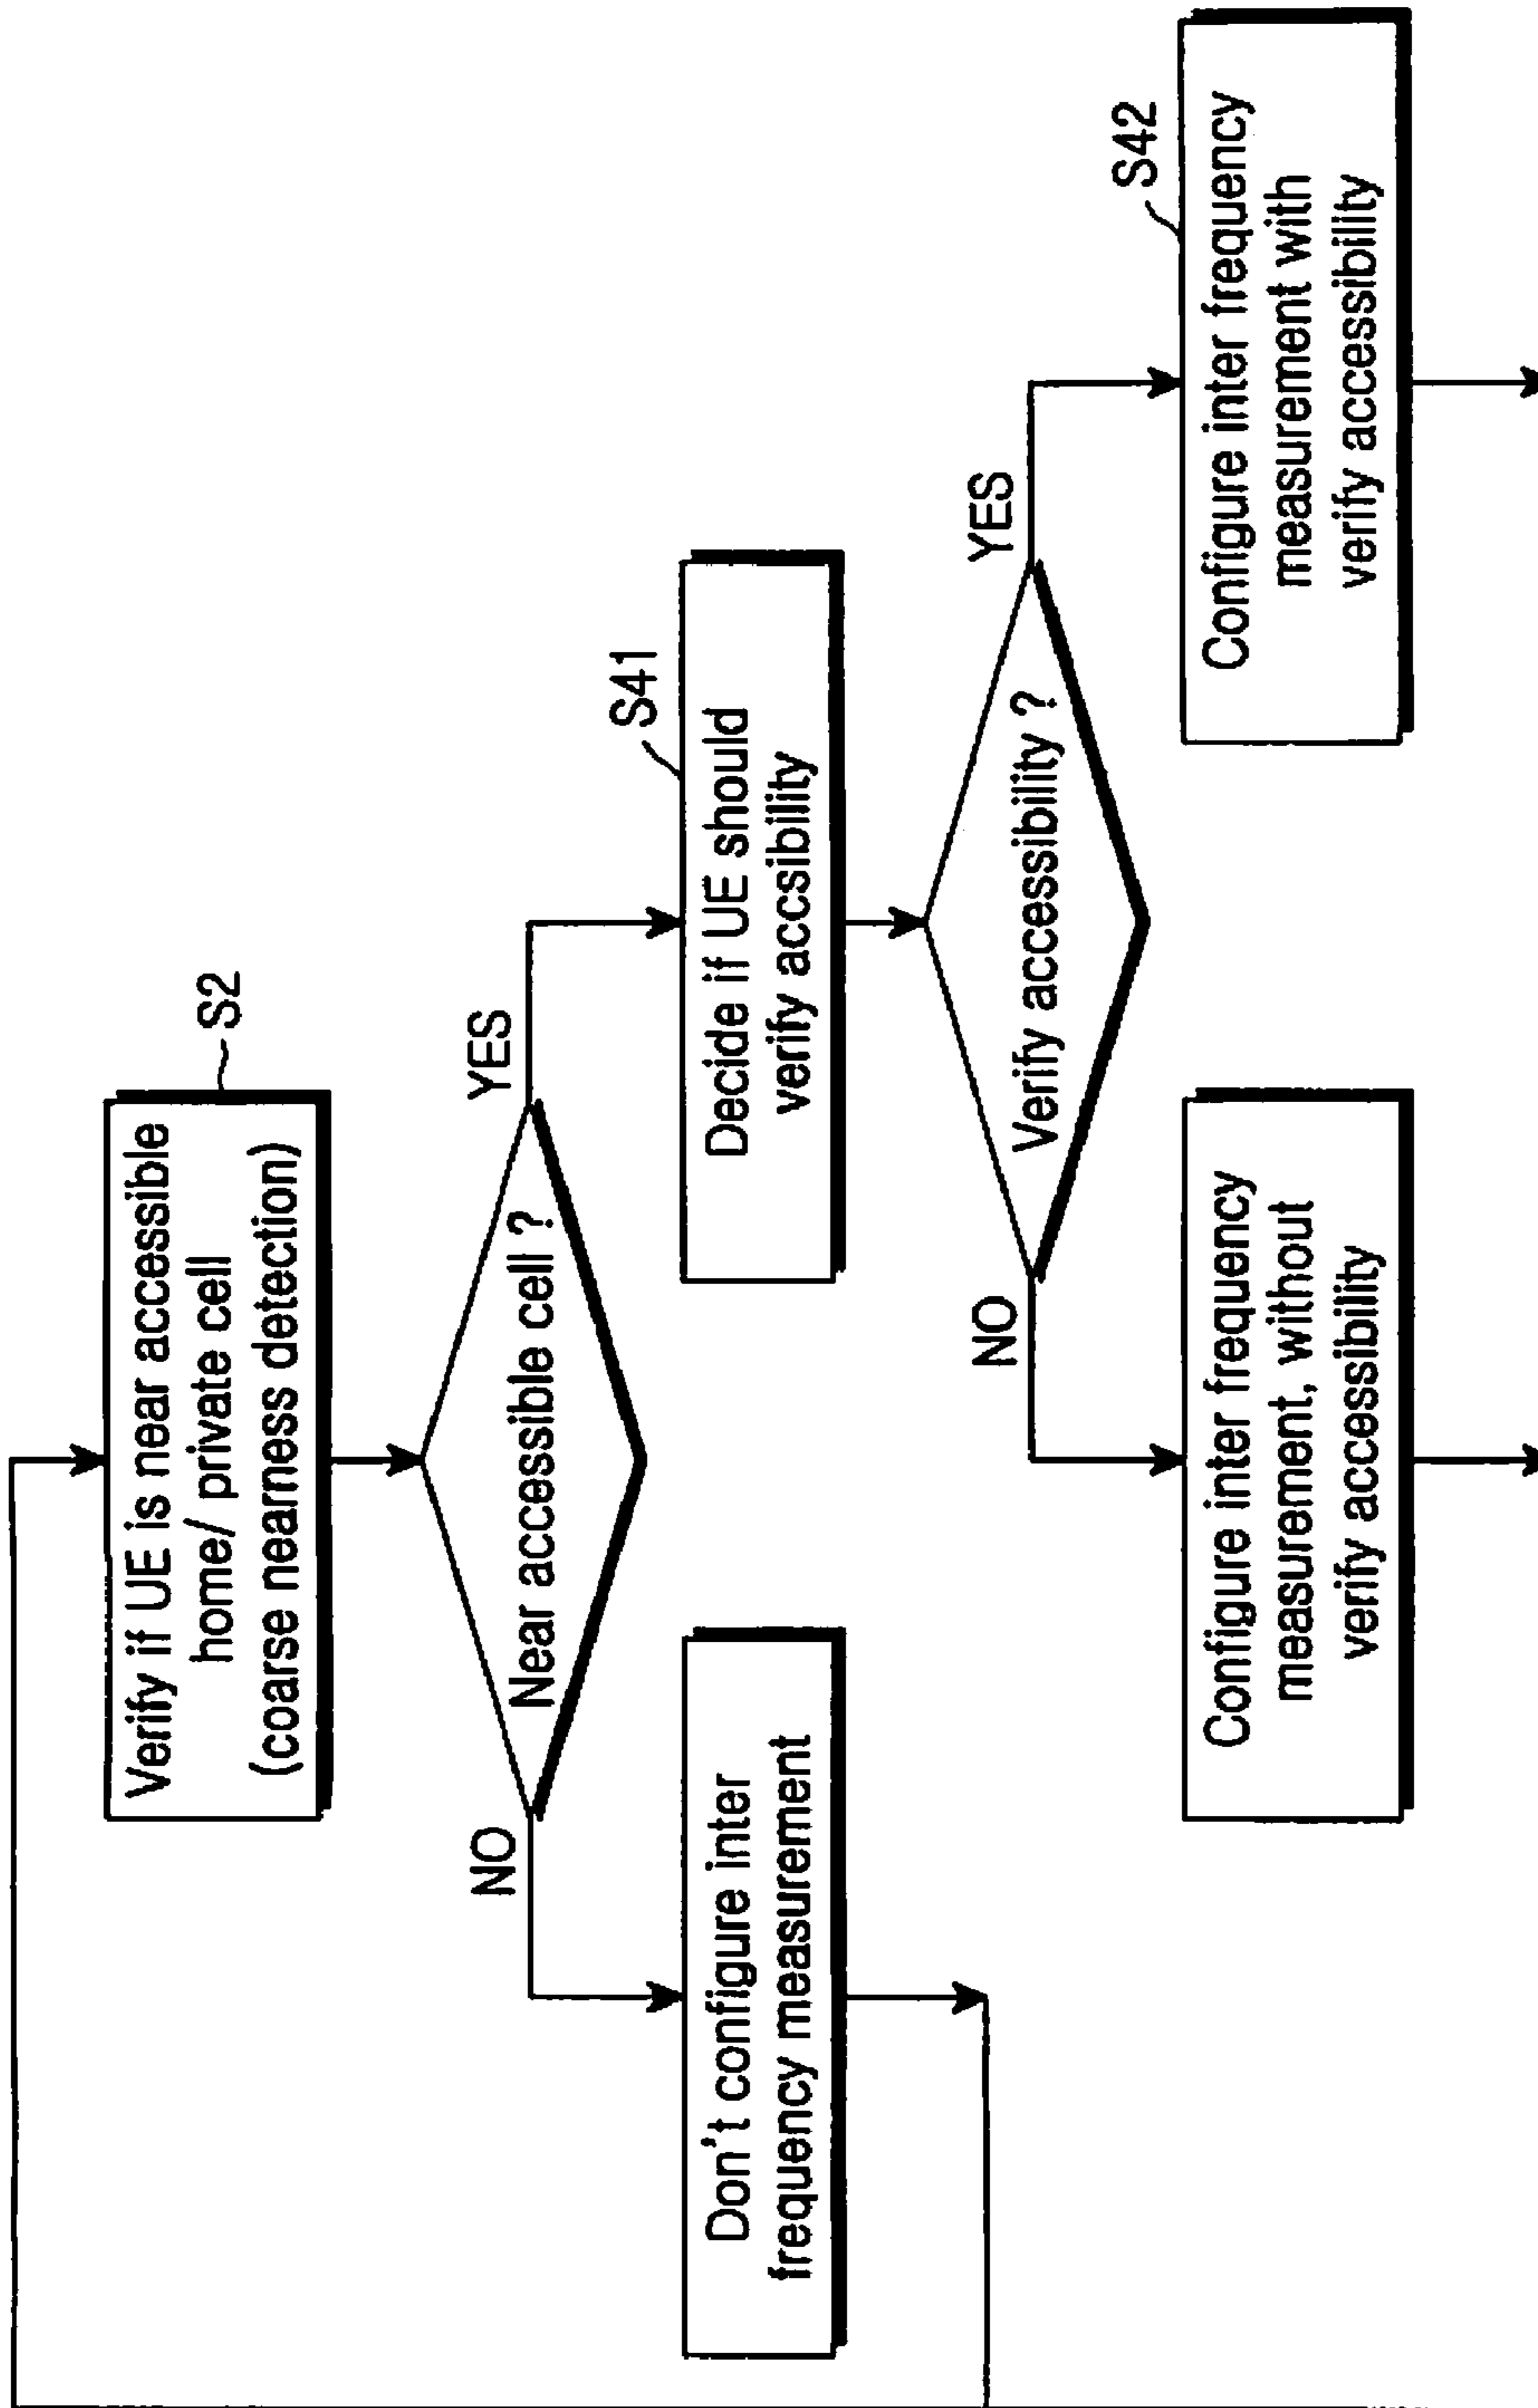 S2
Verify if UE is near accessible
home/ private cell
(coarse nearness detection)
Near accessible cell ?
NO
YES
Don't configure inter
frequency measurement
S41
Decide if UE should
verify accsibility
Verify accessibility ?
NO
YES
Configure inter frequency
measurement, without
verify accessibility
S42
Configure inter frequency
measurement with
verify accessibility